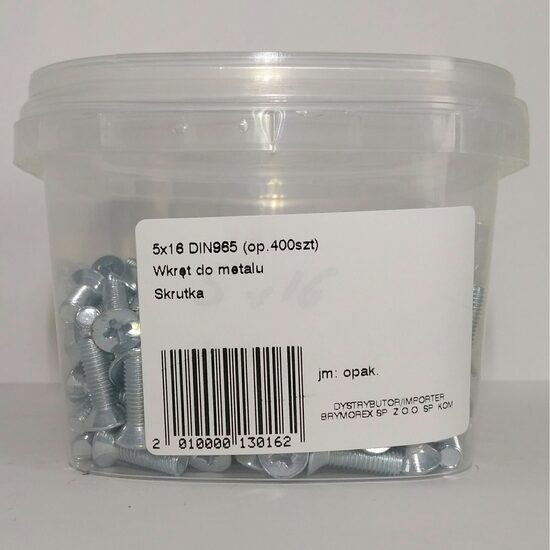 5x16 DIN965 (op.400szt)
Wkręt do metalu
Skrutka
jm: opak.
DYSTRYBUTOR/IMPORTER
BRYMOREX SP. Z.O.O. SP. KOM
2 010000 130162